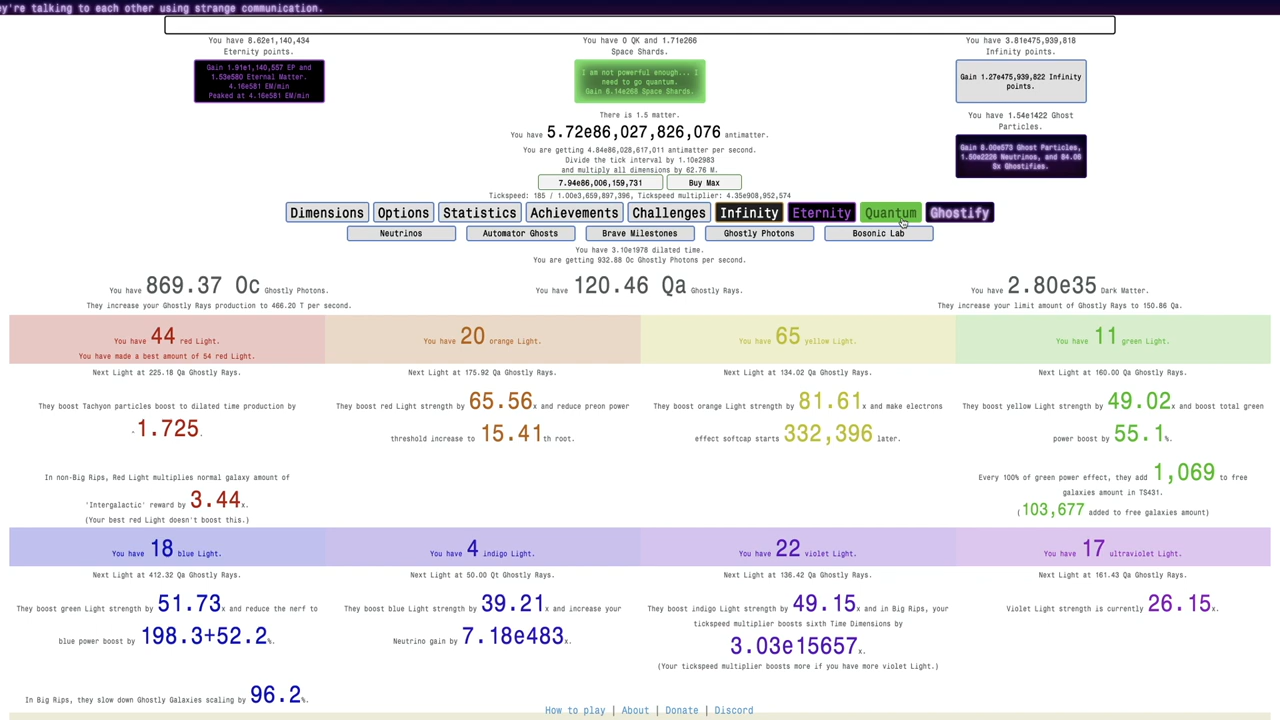 ey're talking to each other using strange communication.
You have 8.62e1,140,434
Eternity points.
Gain 1.91e1,140,557 EP and
1.53e580 Eternal Matter.
4.16e581 EM/min
Peaked at 4.16e581 EM/min
You have 0 QK and 1.71e266
Space Shards.
I am not powerful enough... I
need to go quantum.
Gain 6.14e268 Space Shards.
You have 3.81e475,939,818
Infinity points.
Gain 1.27e475,939,822 Infinity
points.
You have 1.54e1422 Ghost
Particles.
Gain 8.00e573 Ghost Particles,
1.50e2226 Neutrinos, and 84.06
Sx Ghostifies.
There is 1.5 matter.
You have 5.72e86,027,826,076 antimatter.
You are getting 4.84e86,028,617,011 antimatter per second.
Divide the tick interval by 1.10e2983
and multiply all dimensions by 62.76 M.
7.94e86,006,159,731 Buy Max
Tickspeed: 185 / 1.00e3,659,897,396, Tickspeed multiplier: 4.35e908,952,574
Dimensions Options Statistics Achievements Challenges Infinity Eternity Quantum Ghostify
Neutrinos Automator Ghosts Brave Milestones Ghostly Photons Bosonic Lab
You have 3.10e1978 dilated time.
You are getting 932.88 Oc Ghostly Photons per second.
You have 869.37 Oc Ghostly Photons.
They increase your Ghostly Rays production to 466.20 T per second.
You have 120.46 Qa Ghostly Rays.
You have 2.80e35 Dark Matter.
They increase your limit amount of Ghostly Rays to 150.86 Qa.
You have 44 red Light.
You have made a best amount of 54 red Light.
You have 20 orange Light.
You have 65 yellow Light.
You have 11 green Light.
Next Light at 225.18 Qa Ghostly Rays.
Next Light at 175.92 Qa Ghostly Rays.
Next Light at 134.02 Qa Ghostly Rays.
Next Light at 160.00 Qa Ghostly Rays.
They boost Tachyon particles boost to dilated time production by
^1.725.
They boost red Light strength by 65.56x and reduce preon power
threshold increase to 15.41th root.
They boost orange Light strength by 81.61x and make electrons
effect softcap starts 332,396 later.
They boost yellow Light strength by 49.02x and boost total green
power boost by 55.1%.
In non-Big Rips, Red Light multiplies normal galaxy amount of
'Intergalactic' reward by 3.44x.
(Your best red Light doesn't boost this.)
Every 100% of green power effect, they add 1,069 to free
galaxies amount in TS431.
(103,677 added to free galaxies amount)
You have 18 blue Light.
You have 4 indigo Light.
You have 22 violet Light.
You have 17 ultraviolet Light.
Next Light at 412.32 Qa Ghostly Rays.
Next Light at 50.00 Qt Ghostly Rays.
Next Light at 136.42 Qa Ghostly Rays.
Next Light at 161.43 Qa Ghostly Rays.
They boost green Light strength by 51.73x and reduce the nerf to
blue power boost by 198.3+52.2%.
They boost blue Light strength by 39.21x and increase your
Neutrino gain by 7.18e483x.
They boost indigo Light strength by 49.15x and in Big Rips, your
tickspeed multiplier boosts sixth Time Dimensions by
3.03e15657x.
(Your tickspeed multiplier boosts more if you have more violet Light.)
Violet Light strength is currently 26.15x.
In Big Rips, they slow down Ghostly Galaxies scaling by 96.2%.
How to play | About | Donate | Discord